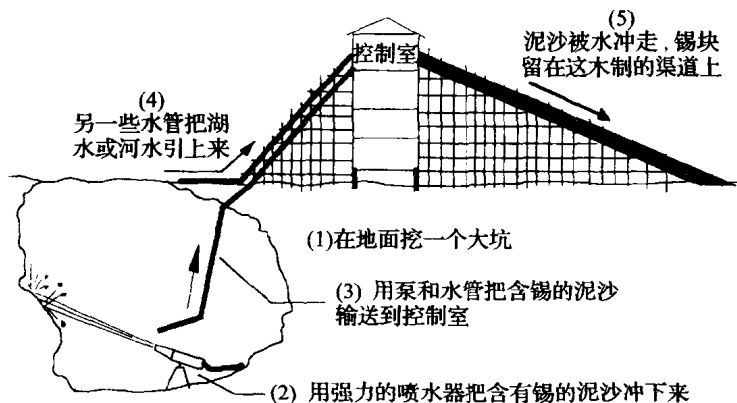 (5)
泥沙被水冲走，锡块
留在这木制的渠道上
控制室
(4)
另一些水管把湖
水或河水引上来
(1)在地面挖一个大坑
(3) 用泵和水管把含锡的泥沙
输送到控制室
(2) 用强力的喷水器把含有锡的泥沙冲下来